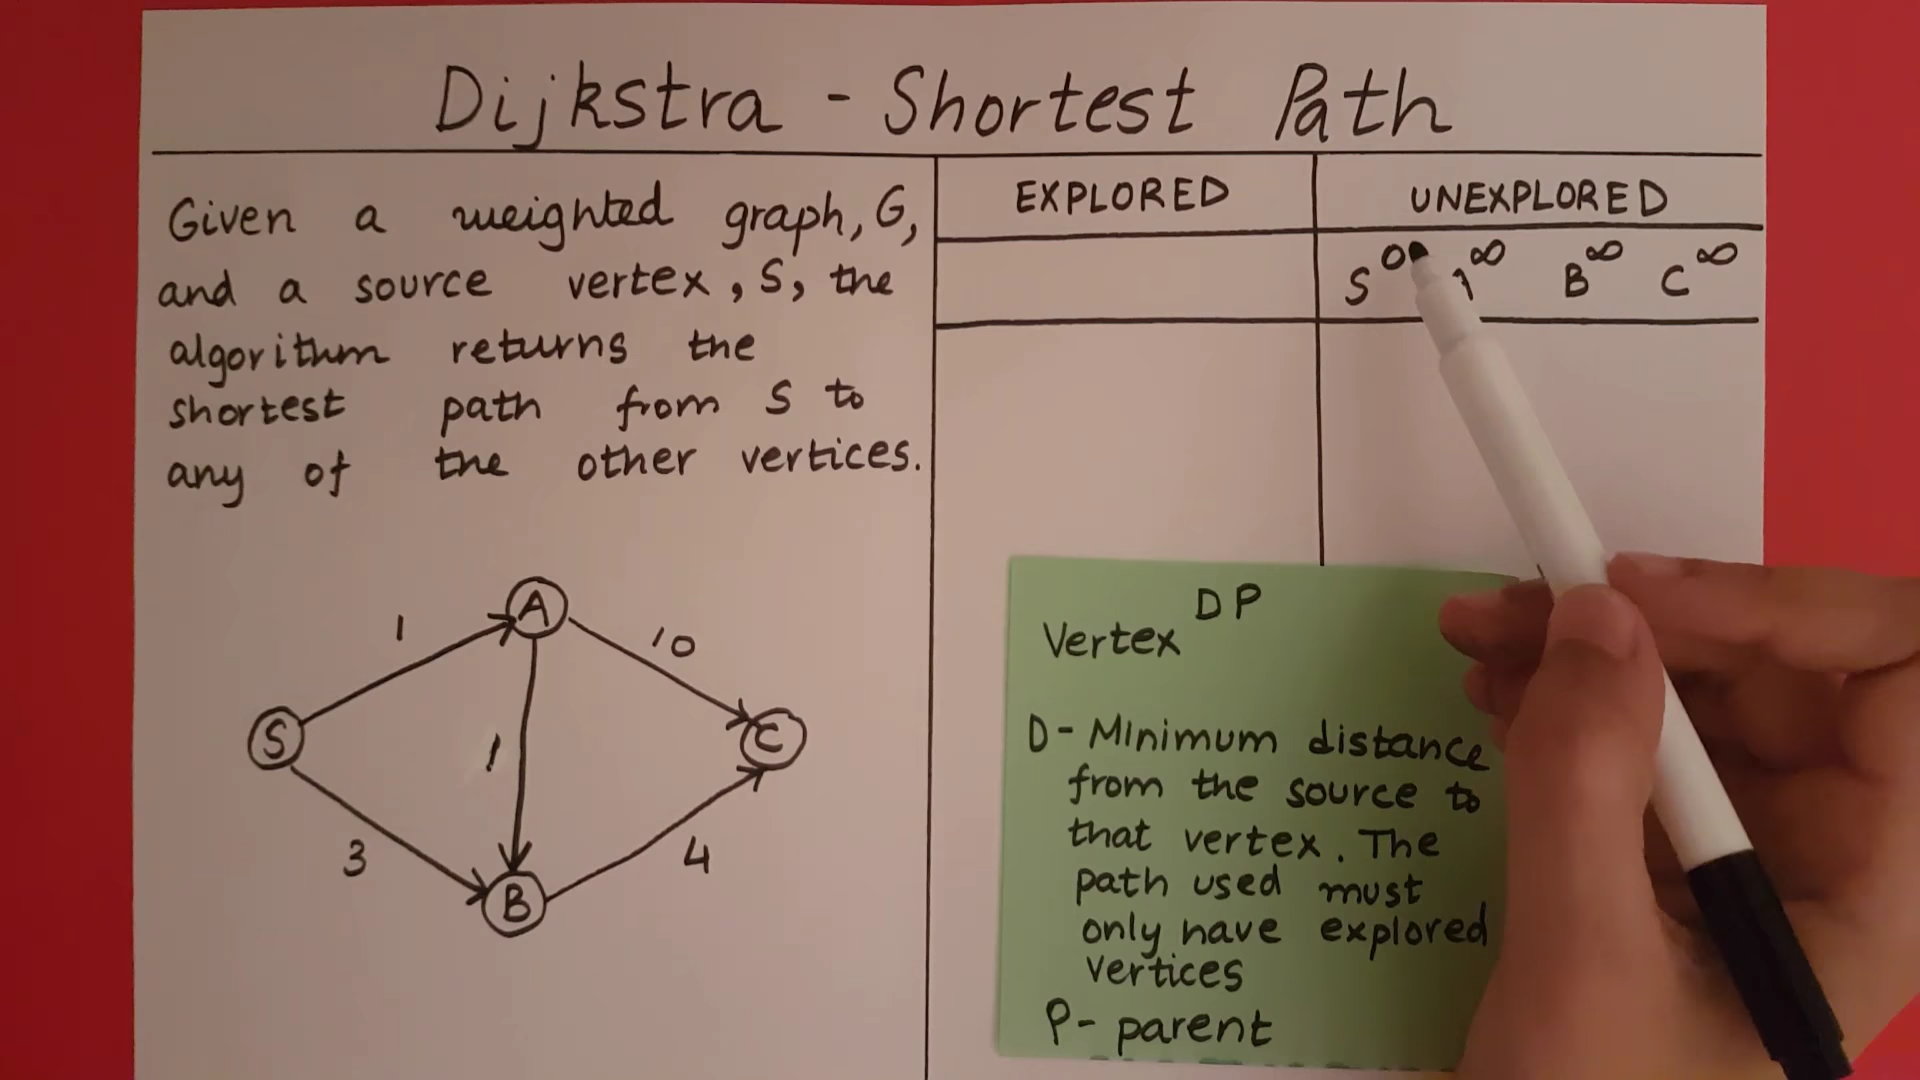 Dijkstra - Shortest Path
Given a weighted graph, G,
and a source vertex, S, the
algorithm returns the
shortest path from S to
any of the other vertices.
EXPLORED
UNEXPLORED
S⁰ ∞ B∞ C∞
A
1
10
S
1
C
3
4
B
Vertex DP
D - Minimum distance
from the source to
that vertex. The
path used must
only have explored
vertices
P - parent